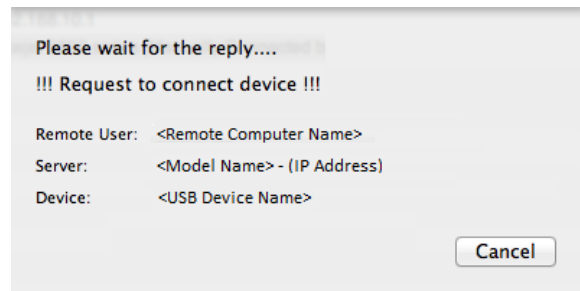 Please wait for the reply....
!!! Request to connect device !!!
Remote User: <Remote Computer Name>
Server: <Model Name> - (IP Address)
Device: <USB Device Name>
Cancel